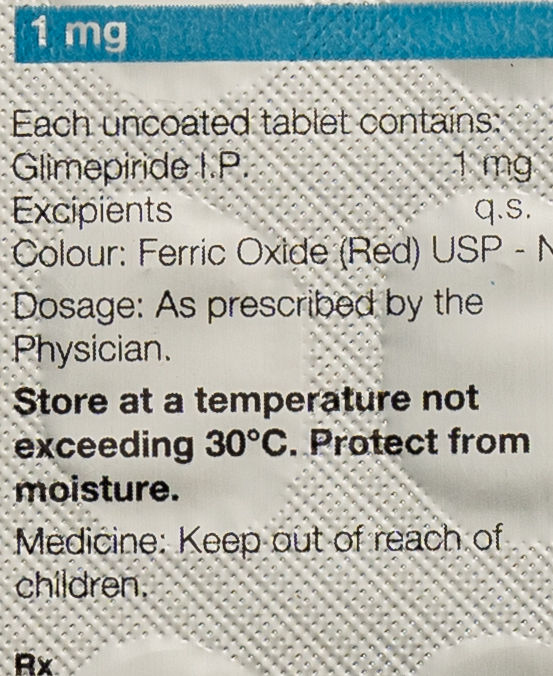 1 mg
Each uncoated tablet contains:
Glimepiride I.P. 1 mg
Excipients q.s.
Colour: Ferric Oxide (Red) USP - N
Dosage: As prescribed by the
Physician.
Store at a temperature not
exceeding 30°C. Protect from
moisture.
Medicine: Keep out of reach of
children.
Rx